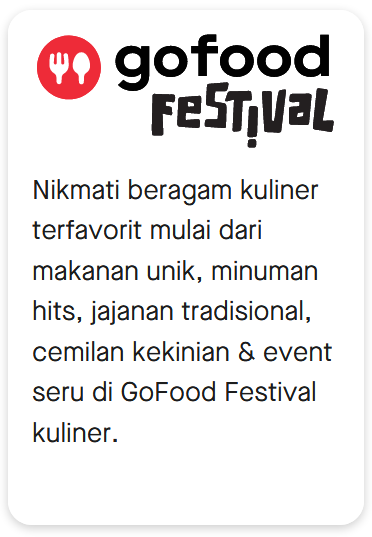 gofood
FESTIVAL
Nikmati beragam kuliner
terfavorit mulai dari
makanan unik, minuman
hits, jajanan tradisional,
cemilan kekinian & event
seru di GoFood Festival
kuliner.